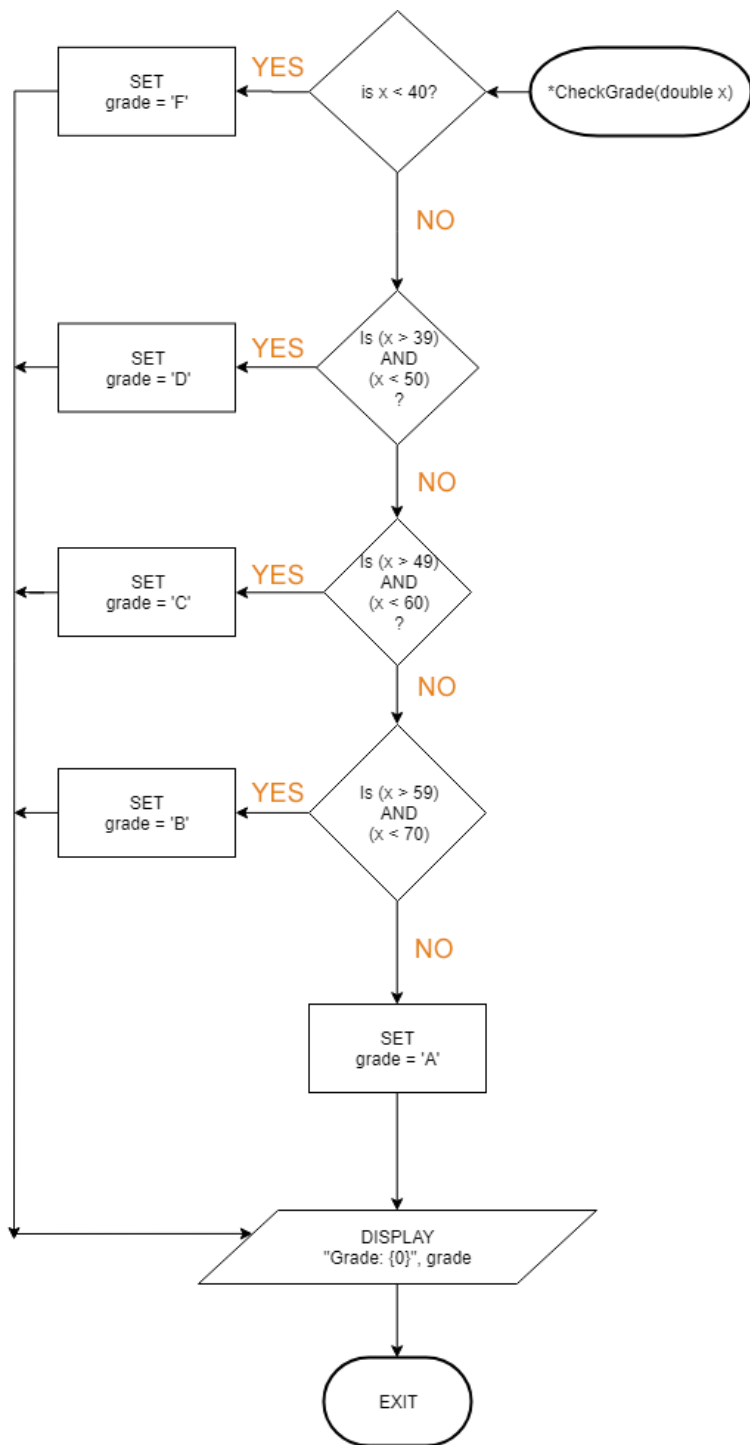 *CheckGrade(double x)
is x < 40?
YES
SET
grade = 'F'
NO
Is (x > 39)
AND
(x < 50)
?
YES
SET
grade = 'D'
NO
Is (x > 49)
AND
(x < 60)
?
YES
SET
grade = 'C'
NO
Is (x > 59)
AND
(x < 70)
YES
SET
grade = 'B'
NO
SET
grade = 'A'
DISPLAY
"Grade: {0}", grade
EXIT